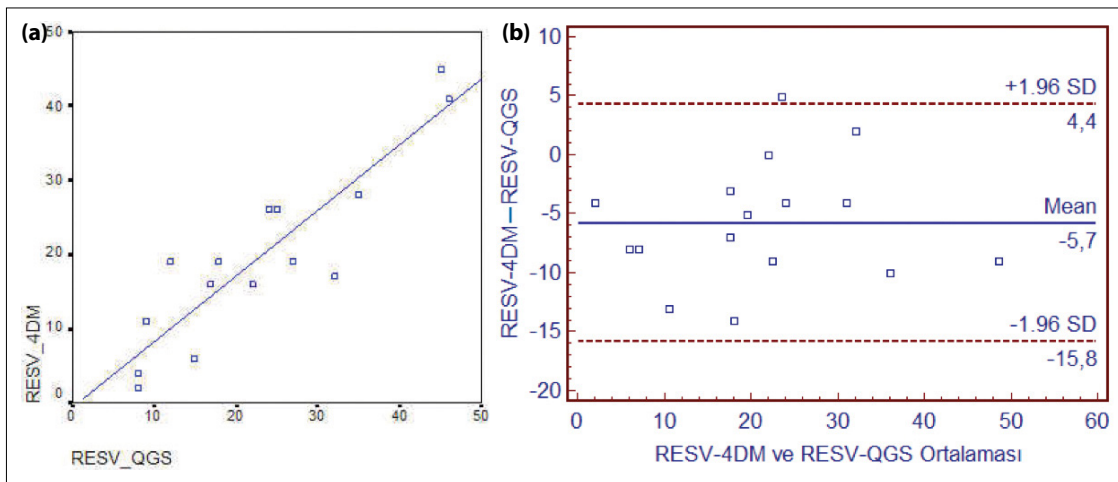 (a)
50
40
30
20
10
0
RESV_4DM
0 10 20 30 40 50
RESV_QGS
(b)
10
5
0
-5
-10
-15
-20
RESV-4DM—RESV-QGS
+1.96 SD
4,4
Mean
-5,7
-1.96 SD
-15,8
0 10 20 30 40 50 60
RESV-4DM ve RESV-QGS Ortalaması